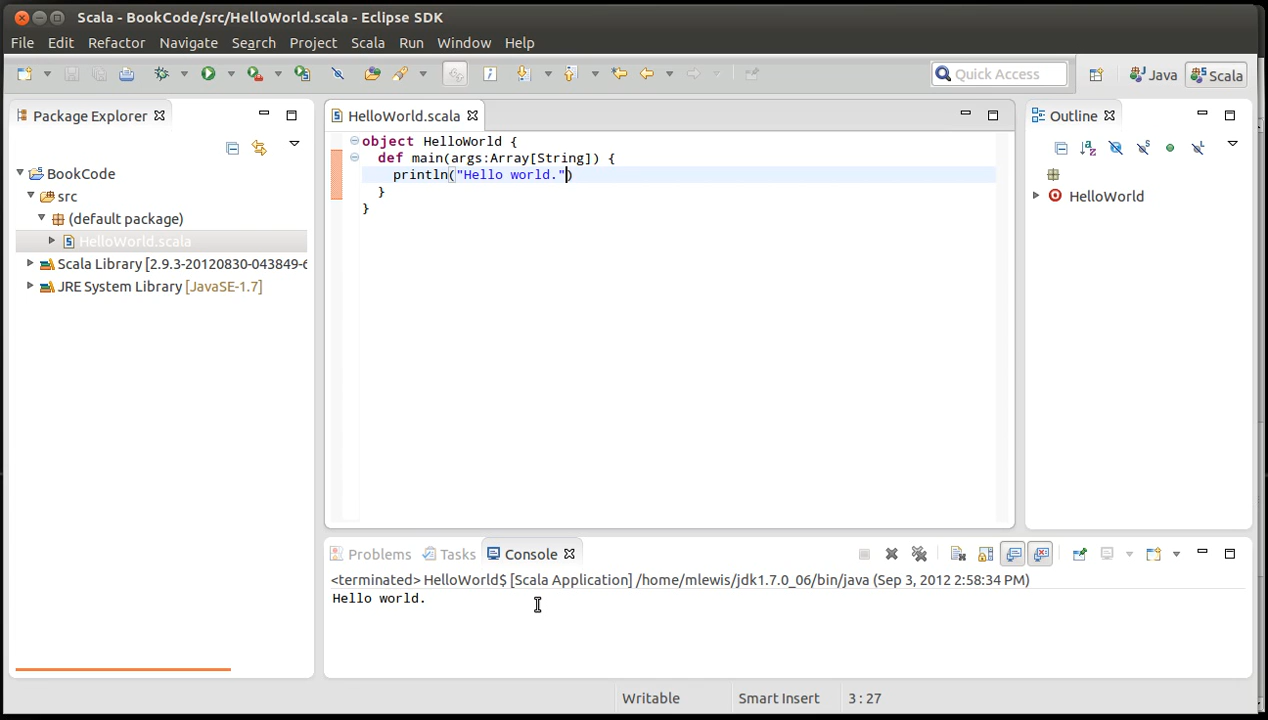 Scala - BookCode/src/HelloWorld.scala - Eclipse SDK
File Edit Refactor Navigate Search Project Scala Run Window Help
Quick Access Java Scala
Package Explorer
BookCode
src
(default package)
HelloWorld.scala
Scala Library [2.9.3-20120830-043849-6
JRE System Library [JavaSE-1.7]
HelloWorld.scala
object HelloWorld {
  def main(args:Array[String]) {
    println("Hello world.")
  }
}
Outline
HelloWorld
Problems Tasks Console
<terminated> HelloWorld$ [Scala Application] /home/mlewis/jdk1.7.0_06/bin/java (Sep 3, 2012 2:58:34 PM)
Hello world.
Writable Smart Insert 3 : 27